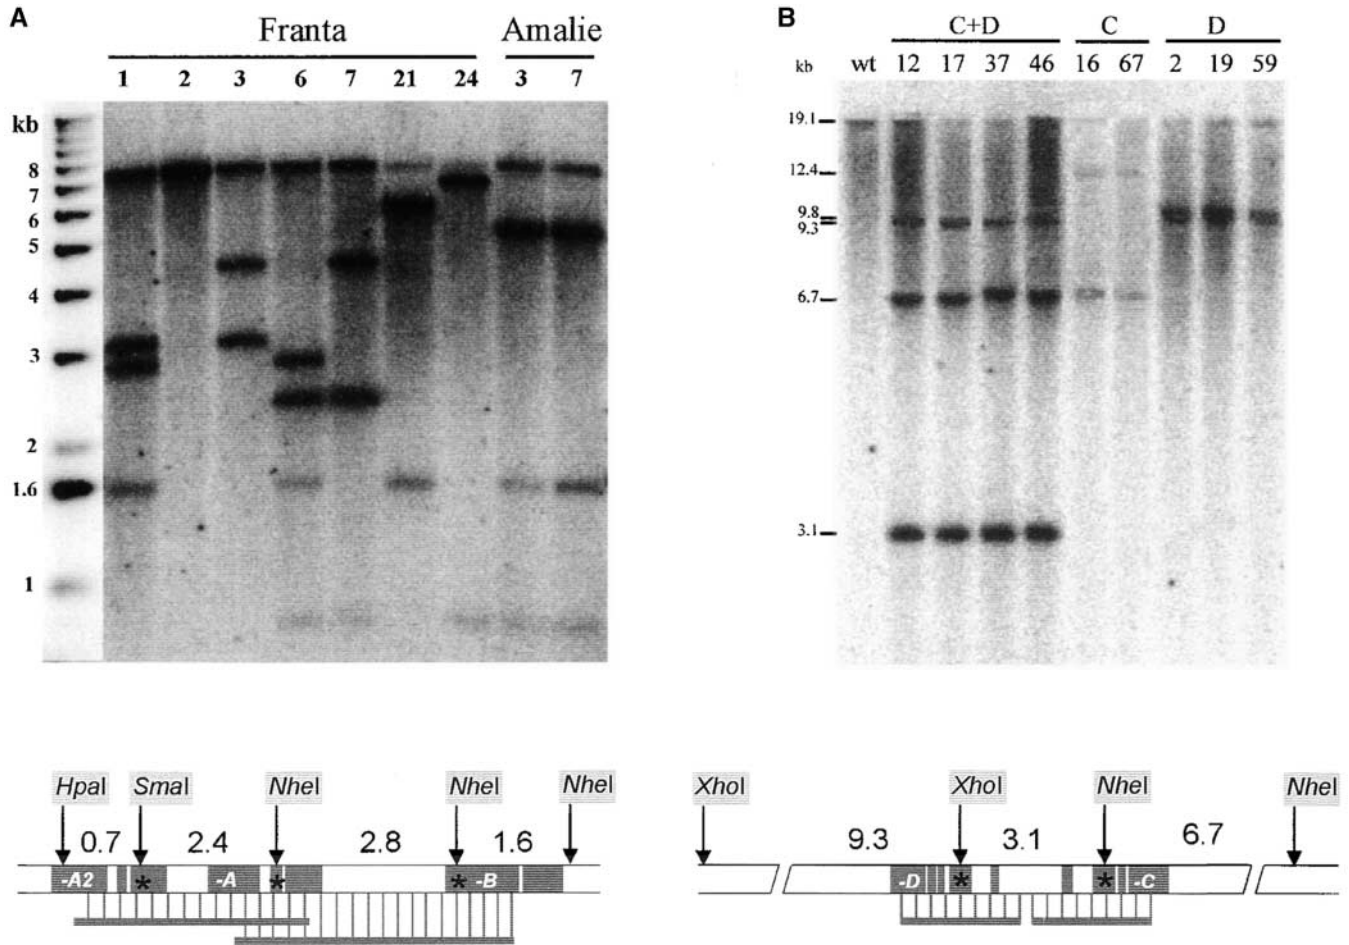 A
Franta Amalie
1 2 3 6 7 21 24 3 7
kb
8
7
6
5
4
3
2
1.6
1
B
C+D C D
kb wt 12 17 37 46 16 67 2 19 59
19.1
12.4
9.8
9.3
6.7
3.1
HpaI SmaI NheI NheI NheI
0.7 2.4 2.8 1.6
-A2 * -A * * -B
XhoI XhoI NheI NheI
9.3 3.1 6.7
-D * * -C